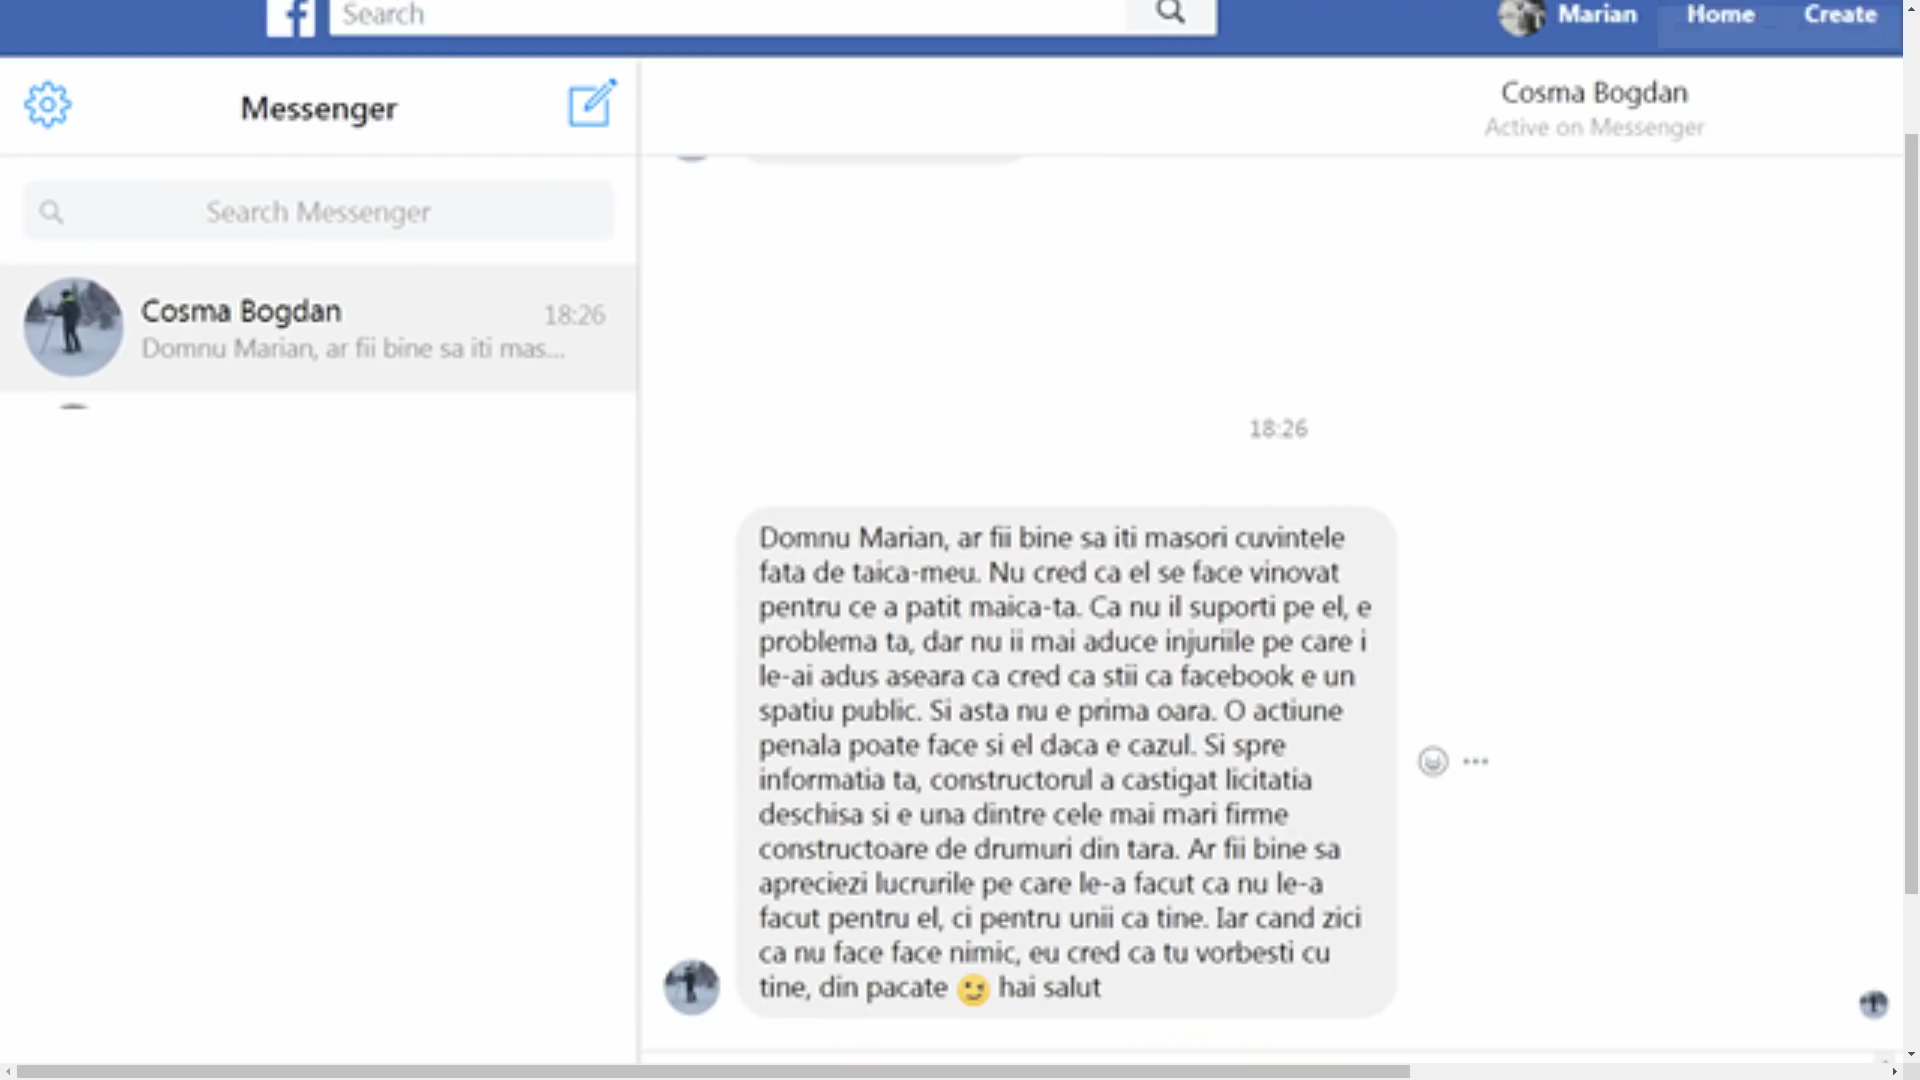 Search
Marian
Home
Create
Messenger
Cosma Bogdan
Active on Messenger
Search Messenger
Cosma Bogdan
18:26
Domnu Marian, ar fii bine sa iti mas...
18:26
Domnu Marian, ar fii bine sa iti masori cuvintele
fata de taica-meu. Nu cred ca el se face vinovat
pentru ce a patit maica-ta. Ca nu il suporti pe el, e
problema ta, dar nu ii mai aduce injuriile pe care i
le-ai adus aseara ca cred ca stii ca facebook e un
spatiu public. Si asta nu e prima oara. O actiune
penala poate face si el daca e cazul. Si spre
informatia ta, constructorul a castigat licitatia
deschisa si e una dintre cele mai mari firme
constructoare de drumuri din tara. Ar fii bine sa
apreciezi lucrurile pe care le-a facut ca nu le-a
facut pentru el, ci pentru unii ca tine. Iar cand zici
ca nu face face nimic, eu cred ca tu vorbesti cu
tine, din pacate 😉 hai salut